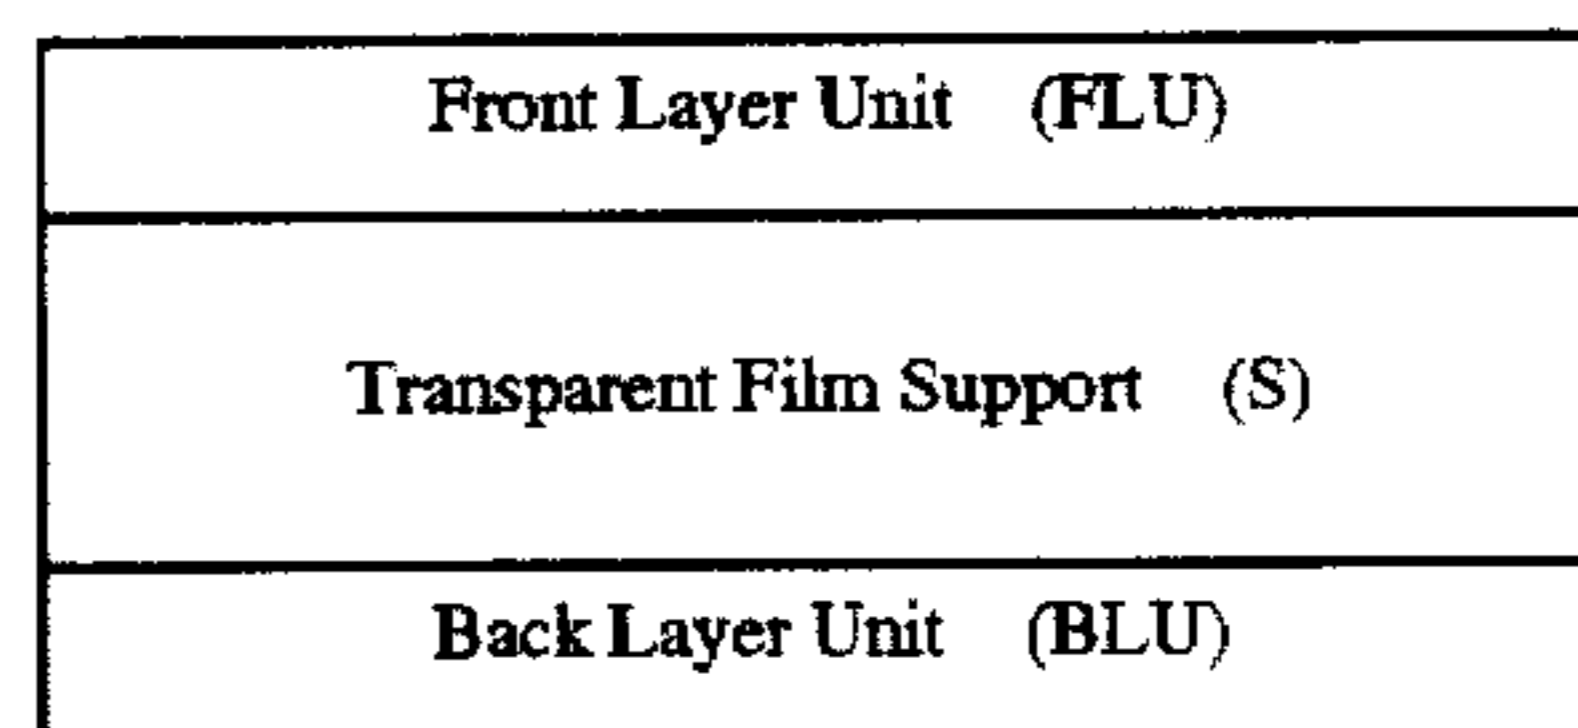 Front Layer Unit (FLU)
Transparent Film Support (S)
Back Layer Unit (BLU)